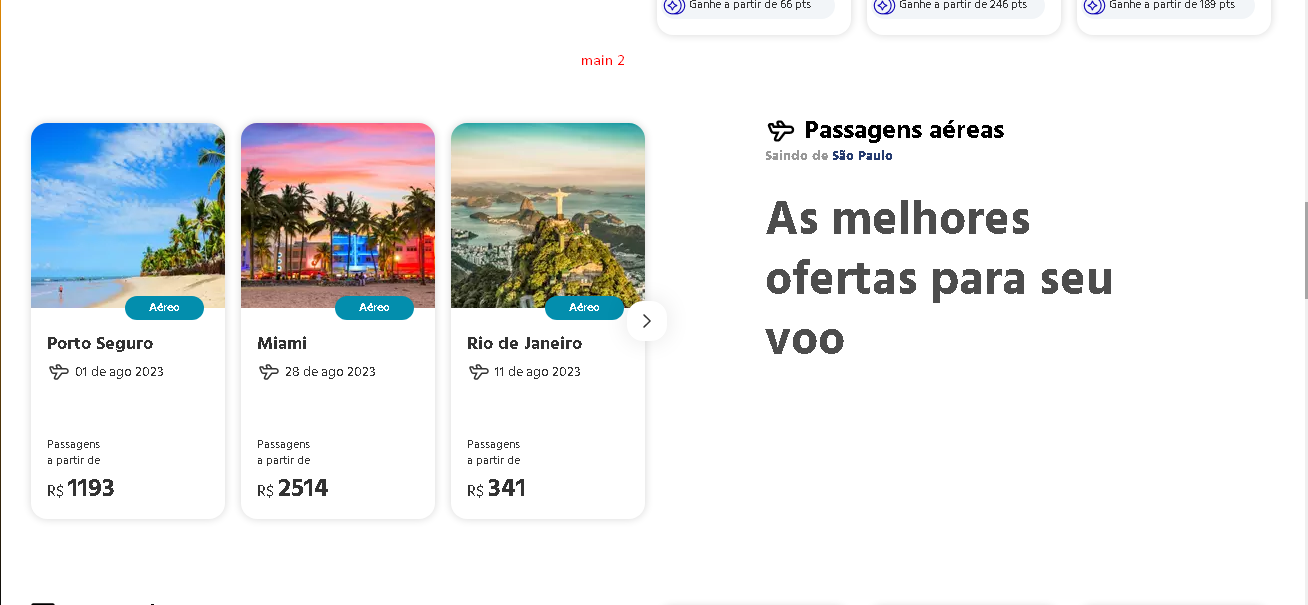 Ganhe a partir de 66 pts
Ganhe a partir de 246 pts
Ganhe a partir de 189 pts
main 2
Passagens aéreas
Saindo de São Paulo
As melhores
ofertas para seu
voo
Aéreo
Porto Seguro
01 de ago 2023
Passagens
a partir de
R$ 1193
Aéreo
Miami
28 de ago 2023
Passagens
a partir de
R$ 2514
Aéreo
Rio de Janeiro
11 de ago 2023
Passagens
a partir de
R$ 341